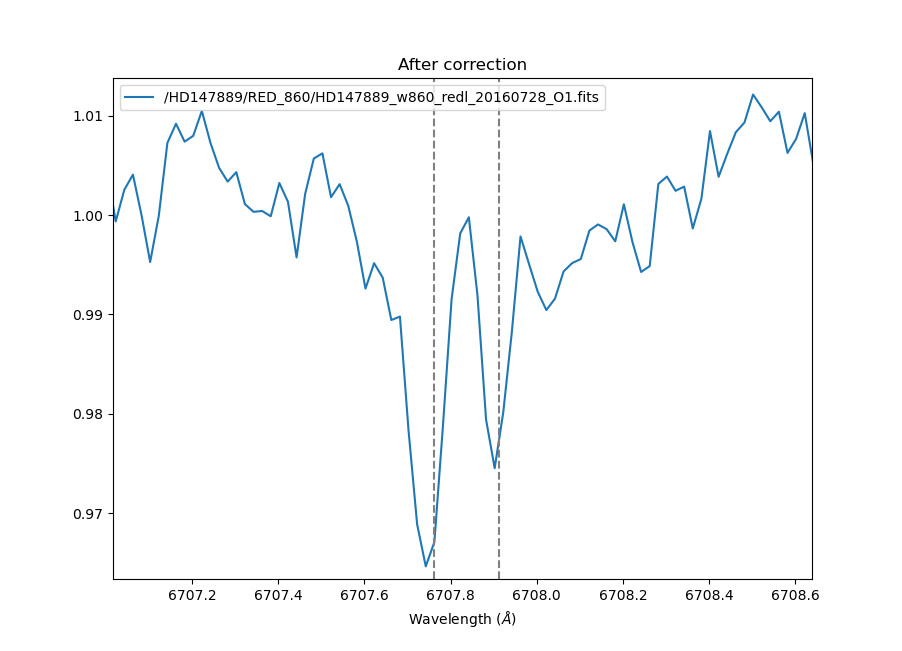 After correction
/HD147889/RED_860/HD147889_w860_redl_20160728_O1.fits
1.01
1.00
0.99
0.98
0.97
6707.2 6707.4 6707.6 6707.8 6708.0 6708.2 6708.4 6708.6
Wavelength (Å)